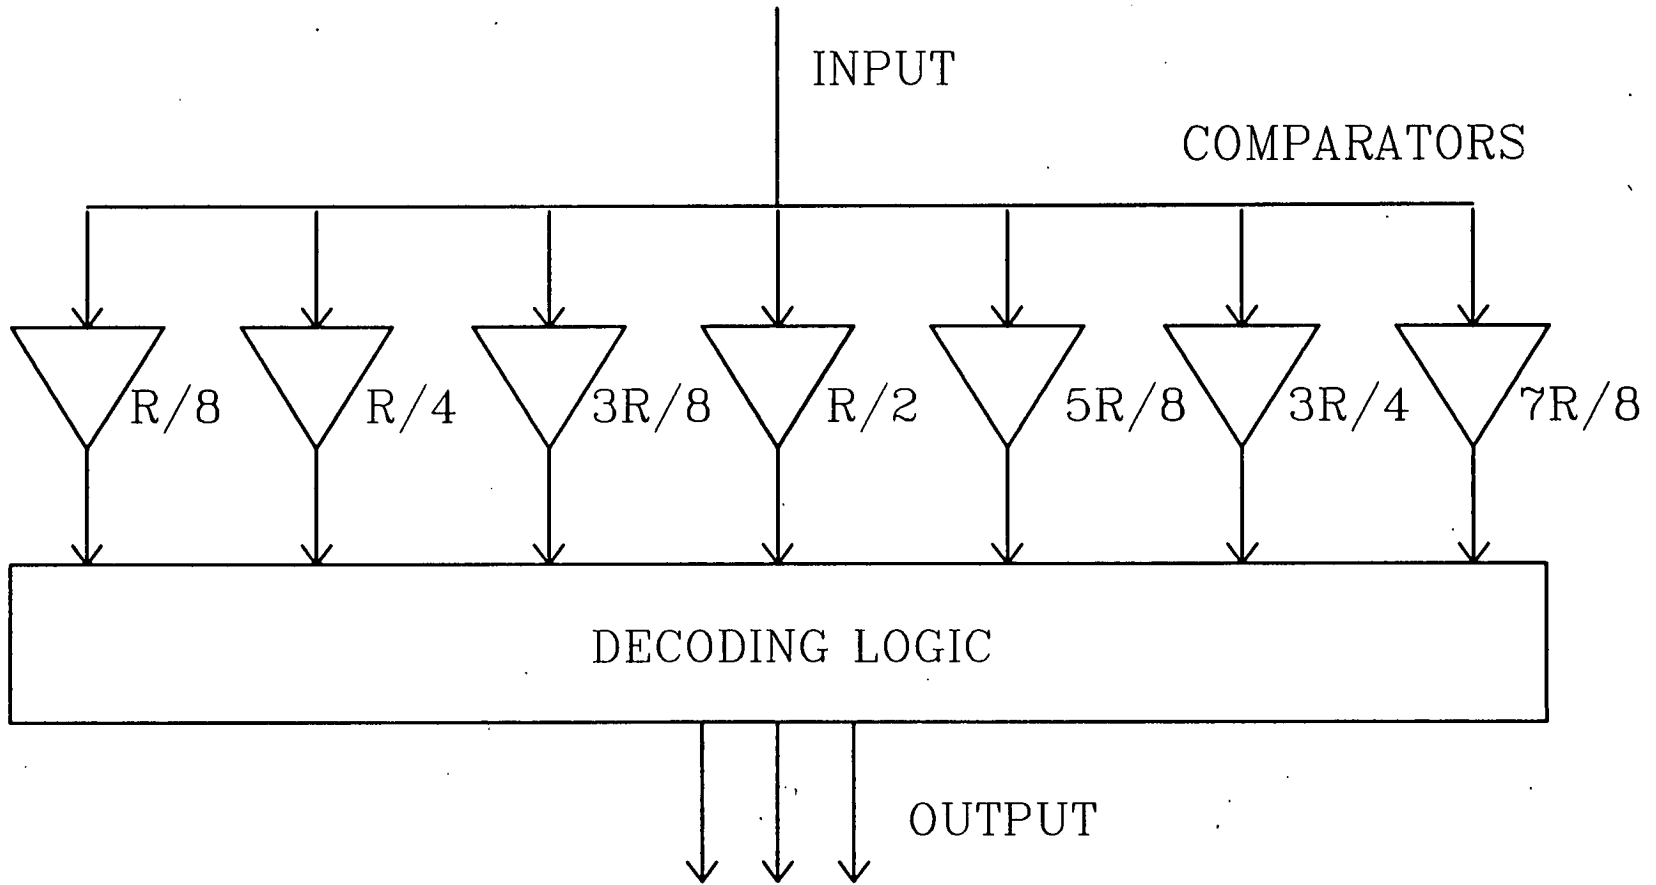 INPUT
COMPARATORS
R/8 R/4 3R/8 R/2 5R/8 3R/4 7R/8
DECODING LOGIC
OUTPUT